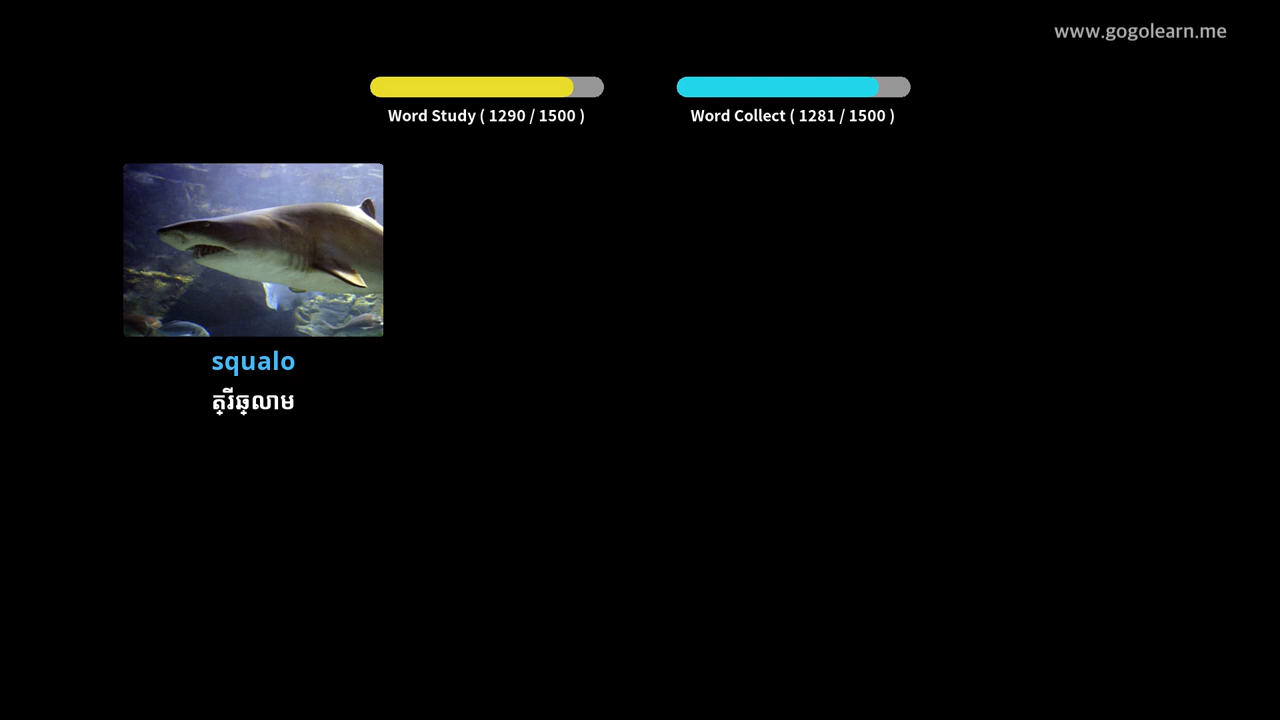 www.gogolearn.me
Word Study ( 1290 / 1500 )
Word Collect ( 1281 / 1500 )
squalo
ត្រីឆ្លាម